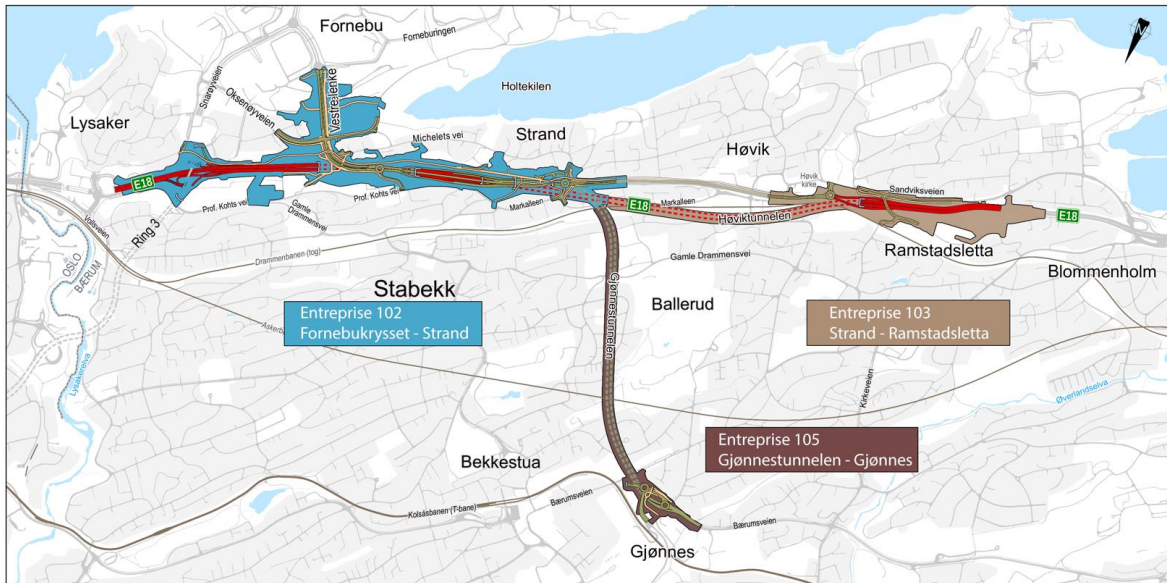 Fornebu
Forneburingen
Snarøyveien
Oksenøyveien
Vestre lenke
Holtekilen
Lysaker
Michelets vei
Strand
Høvik
Høvik
kirke
Sandviksveien
E18
Prof. Kohts vei
Gamle
Drammensvei
Prof. Kohts vei
Markalleen
E18
Markalleen
Høviktunnelen
E18
Vollsveien
Ring 3
Drammenbanen (tog)
Gamle Drammensvei
Ramstadsletta
Blommenholm
OSLO
BÆRUM
Stabekk
Gjønnestunnelen
Ballerud
Entreprise 102
Fornebukrysset - Strand
Entreprise 103
Strand - Ramstadsletta
Lysakerelva
Kirkeveien
Øverlandselva
Entreprise 105
Gjønnestunnelen - Gjønnes
Bekkestua
Kolsåsbanen (T-bane)
Bærumsveien
Bærumsveien
Gjønnes